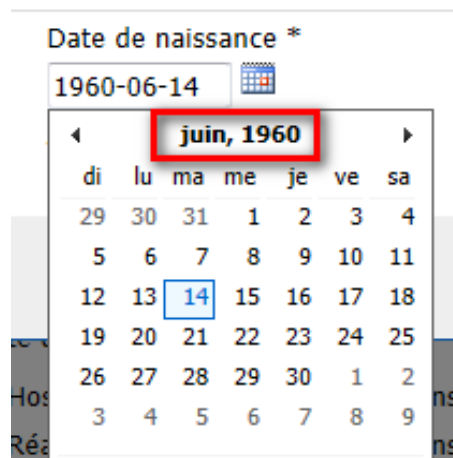 Date de naissance *
1960-06-14
juin, 1960
di lu ma me je ve sa
29 30 31 1 2 3 4
5 6 7 8 9 10 11
12 13 14 15 16 17 18
19 20 21 22 23 24 25
26 27 28 29 30 1 2
3 4 5 6 7 8 9